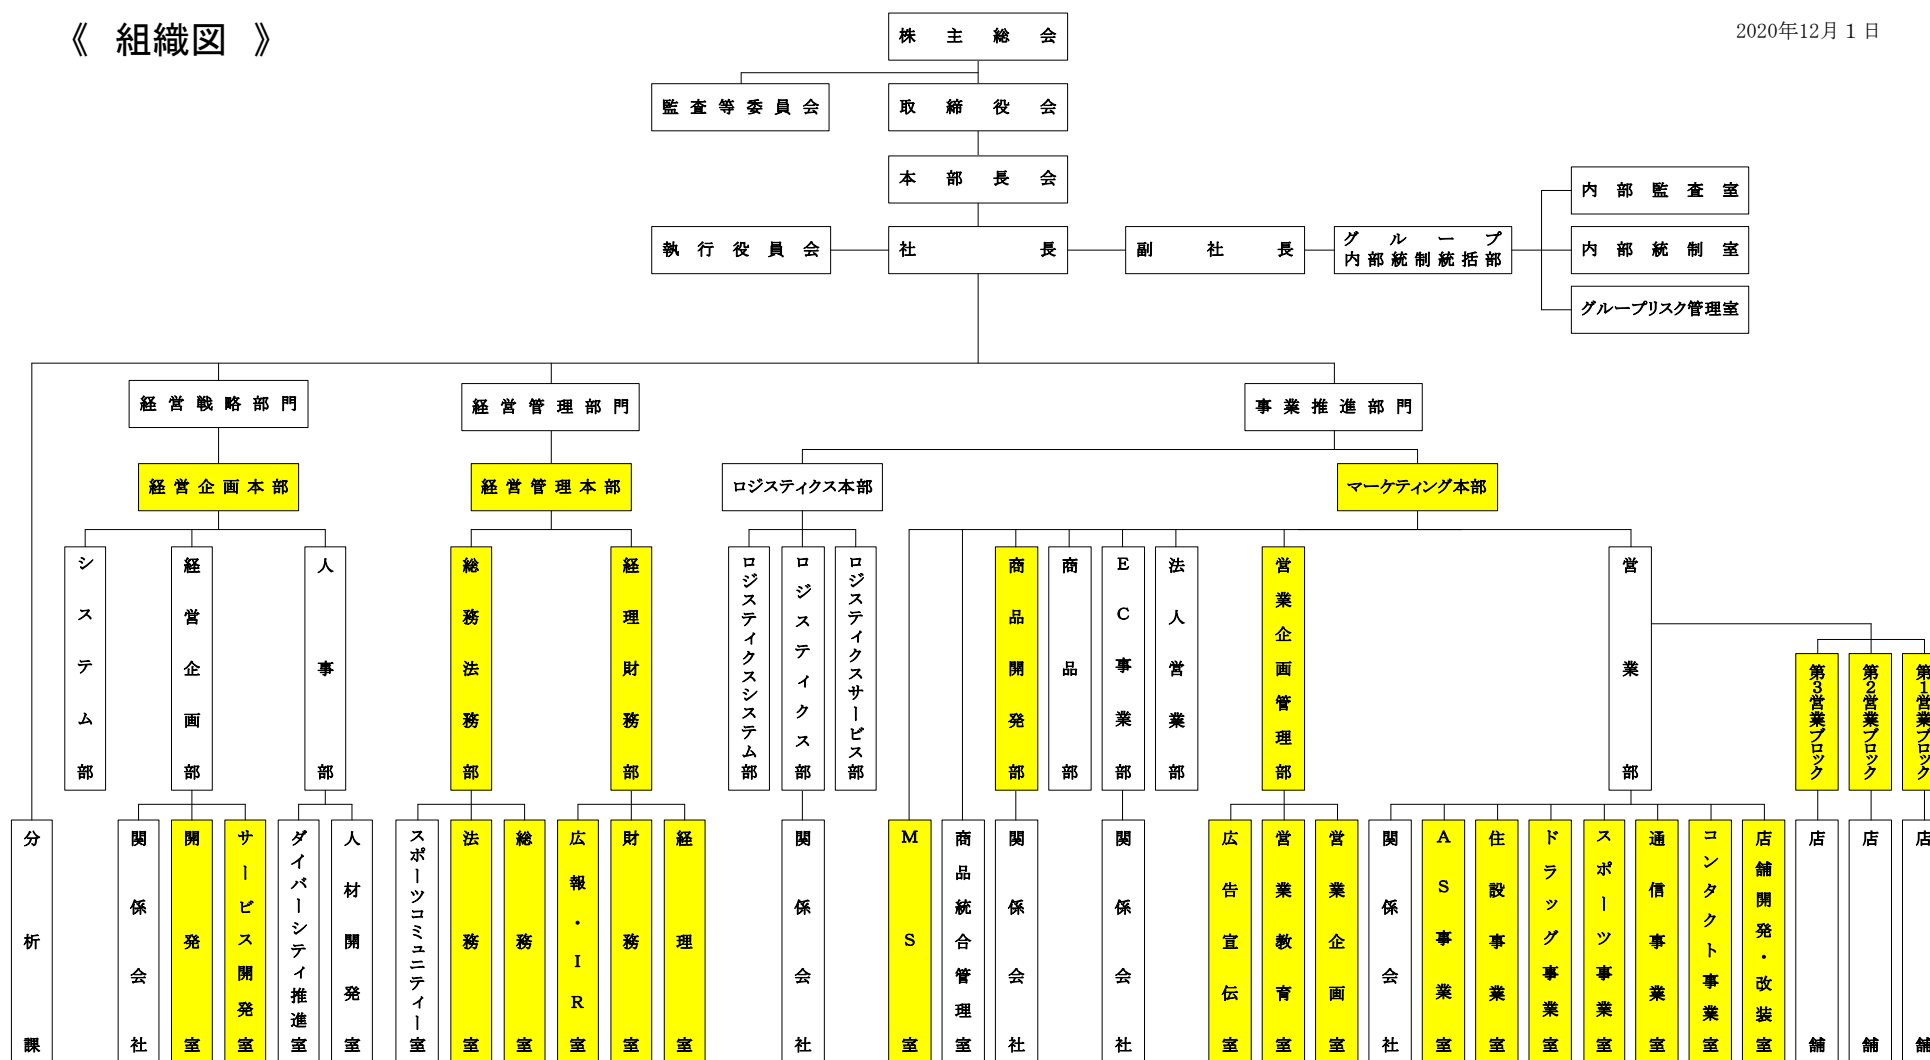 《 組織図 》
2020年12月１日
株主総会
監査等委員会
取締役会
本部長会
執行役員会
社長
副社長
グループ
内部統制統括部
内部監査室
内部統制室
グループリスク管理室
経営戦略部門
経営管理部門
事業推進部門
経営企画本部
経営管理本部
ロジスティクス本部
マーケティング本部
システム部
経営企画部
人事部
総務法務部
経理財務部
ロジスティクスシステム部
ロジスティクス部
ロジスティクスサービス部
商品開発部
商品部
ＥＣ事業部
法人営業部
営業企画管理部
営業部
第3営業ブロック
第2営業ブロック
第1営業ブロック
分析課
関係会社
開発室
サービス開発室
ダイバーシティ推進室
人材開発室
スポーツコミュニティー室
法務室
総務室
広報・ＩＲ室
財務室
経理室
関係会社
ＭＳ室
商品統合管理室
関係会社
関係会社
広告宣伝室
営業教育室
営業企画室
関係会社
ＡＳ事業室
住設事業室
ドラッグ事業室
スポーツ事業室
通信事業室
コンタクト事業室
店舗開発・改装室
店舗
店舗
店舗